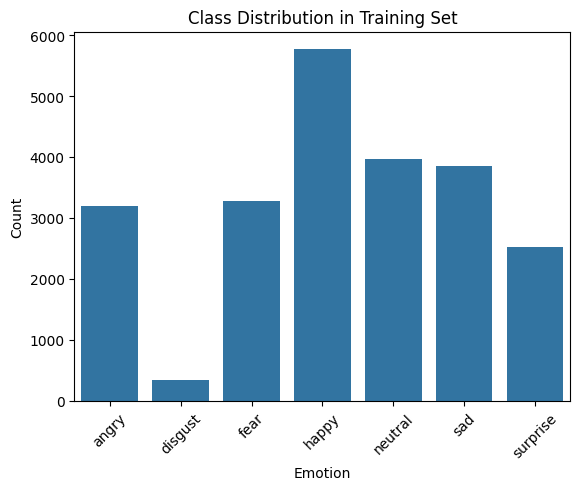 Class Distribution in Training Set
6000
5000
4000
3000
2000
1000
0
Count
angry
disgust
fear
happy
neutral
sad
surprise
Emotion